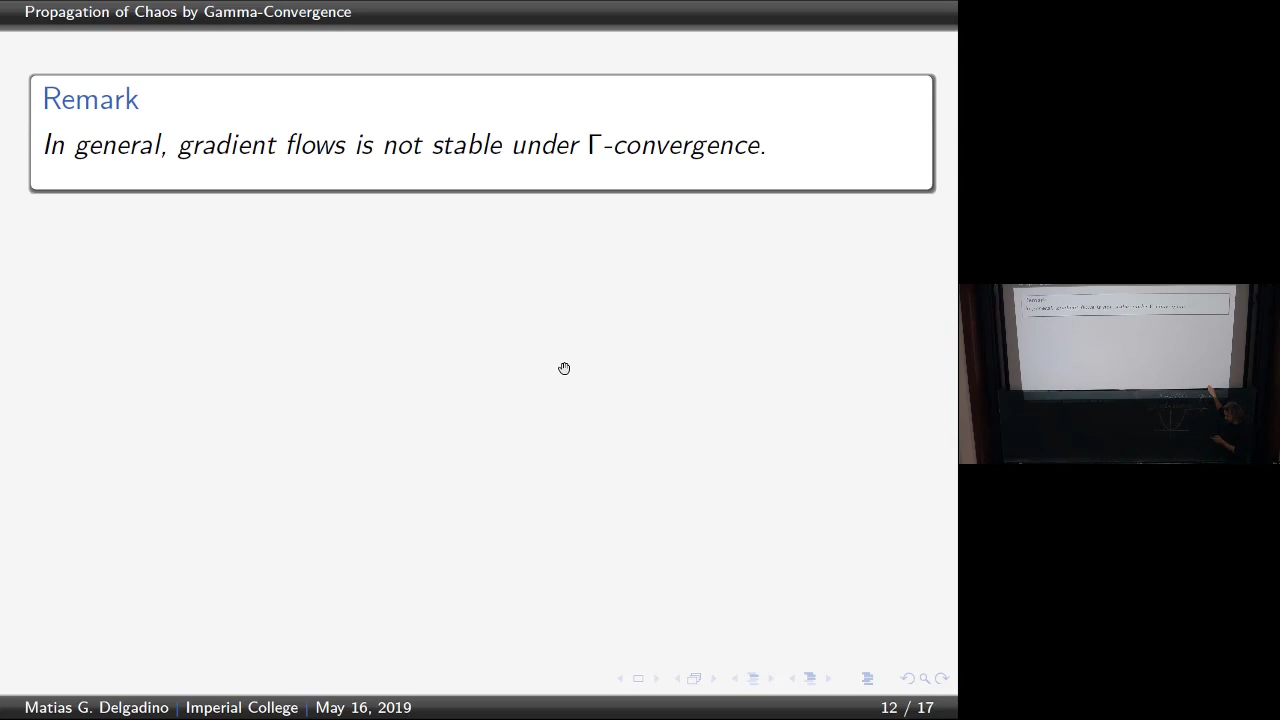 Propagation of Chaos by Gamma-Convergence
Remark
In general, gradient flows is not stable under Γ-convergence.
Matias G. Delgadino | Imperial College | May 16, 2019
12 / 17